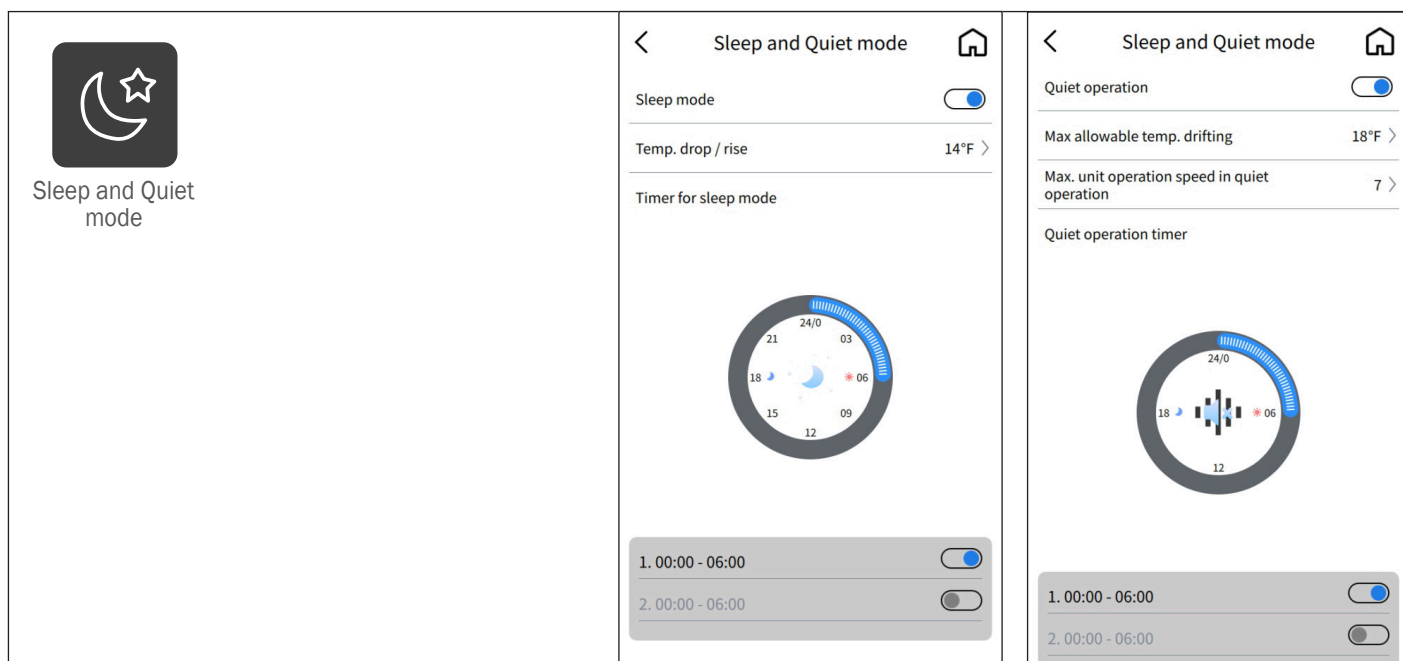 Sleep and Quiet
mode
Sleep and Quiet mode
Sleep mode
Temp. drop / rise 14°F
Timer for sleep mode
24/0
21 03
18 06
15 09
12
1. 00:00 - 06:00
2. 00:00 - 06:00
Sleep and Quiet mode
Quiet operation
Max allowable temp. drifting 18°F
Max. unit operation speed in quiet
operation 7
Quiet operation timer
24/0
18 06
12
1. 00:00 - 06:00
2. 00:00 - 06:00